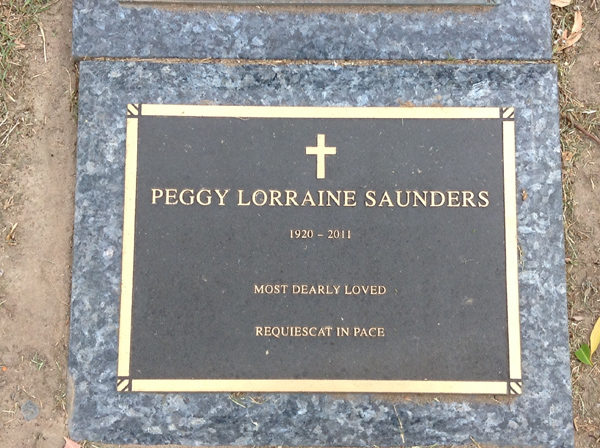 PEGGY LORRAINE SAUNDERS
1920 – 2011
MOST DEARLY LOVED
REQUIESCAT IN PACE